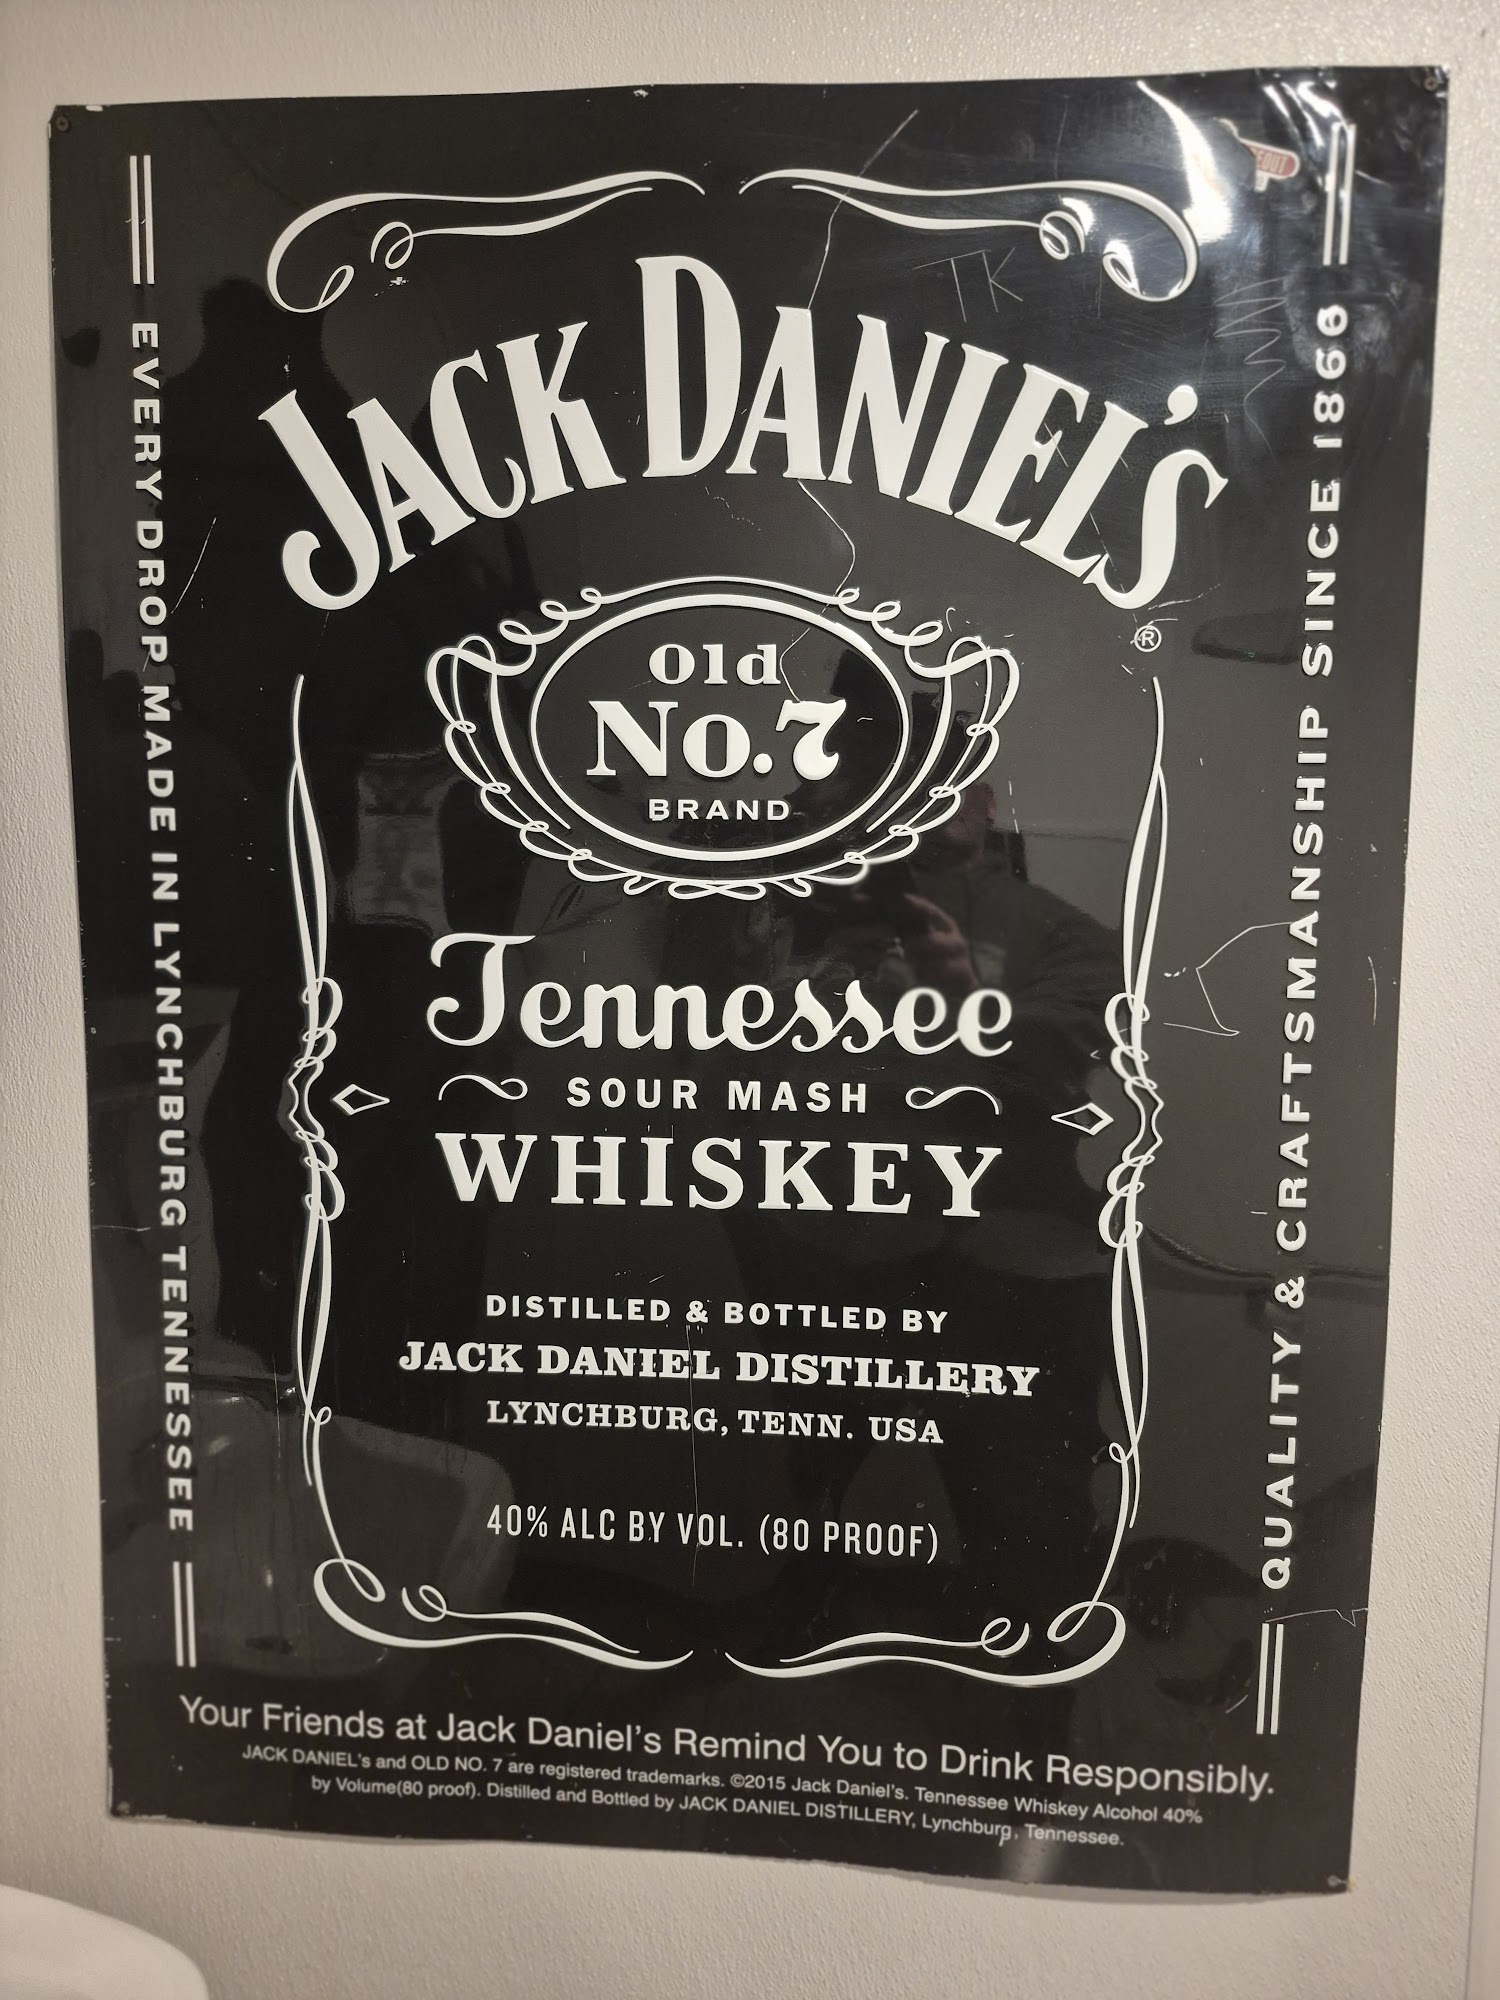 EVERY DROP MADE IN LYNCHBURG TENNESSEE
JACK DANIEL'S
®
Old
No.7
BRAND
Tennessee
SOUR MASH
WHISKEY
DISTILLED & BOTTLED BY
JACK DANIEL DISTILLERY
LYNCHBURG, TENN. USA
40% ALC BY VOL. (80 PROOF)
QUALITY & CRAFTSMANSHIP SINCE 1866
TK
Your Friends at Jack Daniel's Remind You to Drink Responsibly.
JACK DANIEL's and OLD NO. 7 are registered trademarks. ©2015 Jack Daniel's. Tennessee Whiskey Alcohol 40%
by Volume(80 proof). Distilled and Bottled by JACK DANIEL DISTILLERY, Lynchburg, Tennessee.